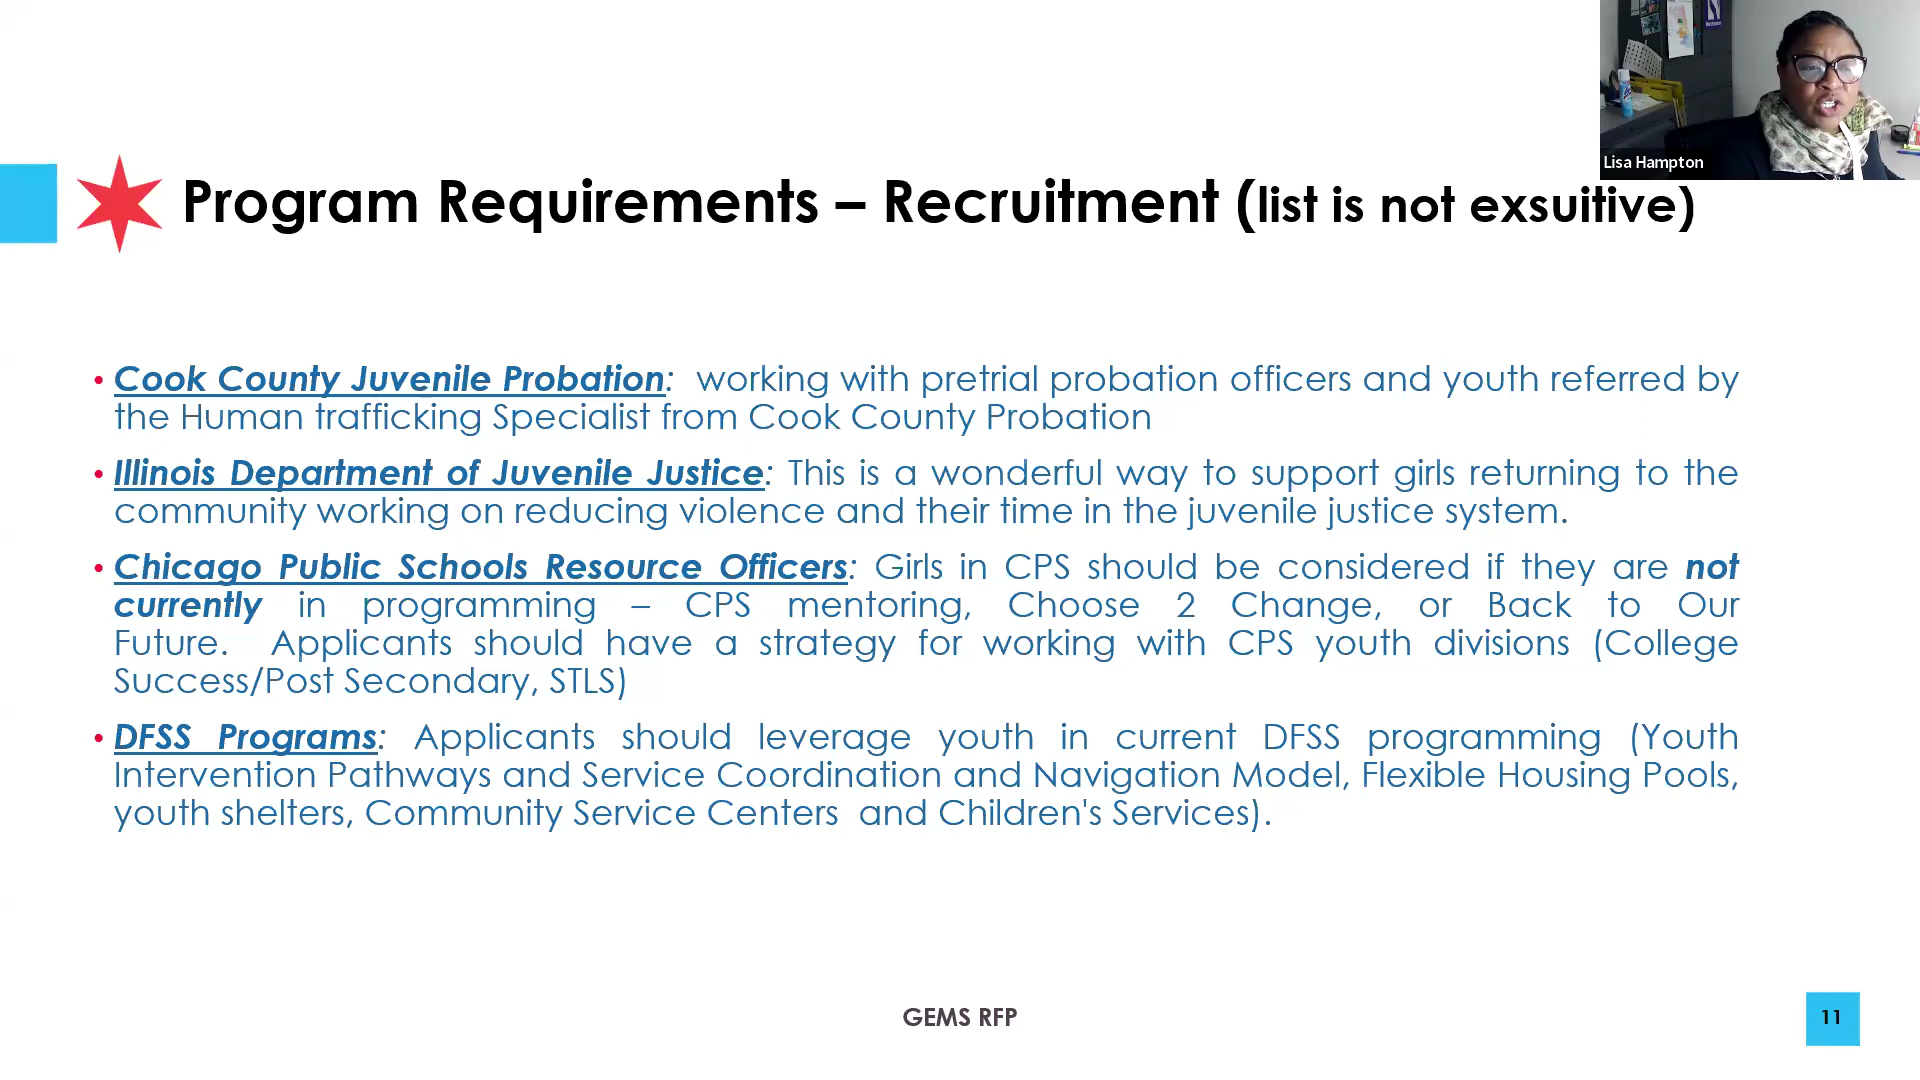 Lisa Hampton
Program Requirements – Recruitment (list is not exsuitive)
• Cook County Juvenile Probation:  working with pretrial probation officers and youth referred by
the Human trafficking Specialist from Cook County Probation
• Illinois Department of Juvenile Justice: This is a wonderful way to support girls returning to the
community working on reducing violence and their time in the juvenile justice system.
• Chicago Public Schools Resource Officers: Girls in CPS should be considered if they are not
currently in programming – CPS mentoring, Choose 2 Change, or Back to Our
Future.  Applicants should have a strategy for working with CPS youth divisions (College
Success/Post Secondary, STLS)
• DFSS Programs: Applicants should leverage youth in current DFSS programming (Youth
Intervention Pathways and Service Coordination and Navigation Model, Flexible Housing Pools,
youth shelters, Community Service Centers  and Children's Services).
GEMS RFP
11